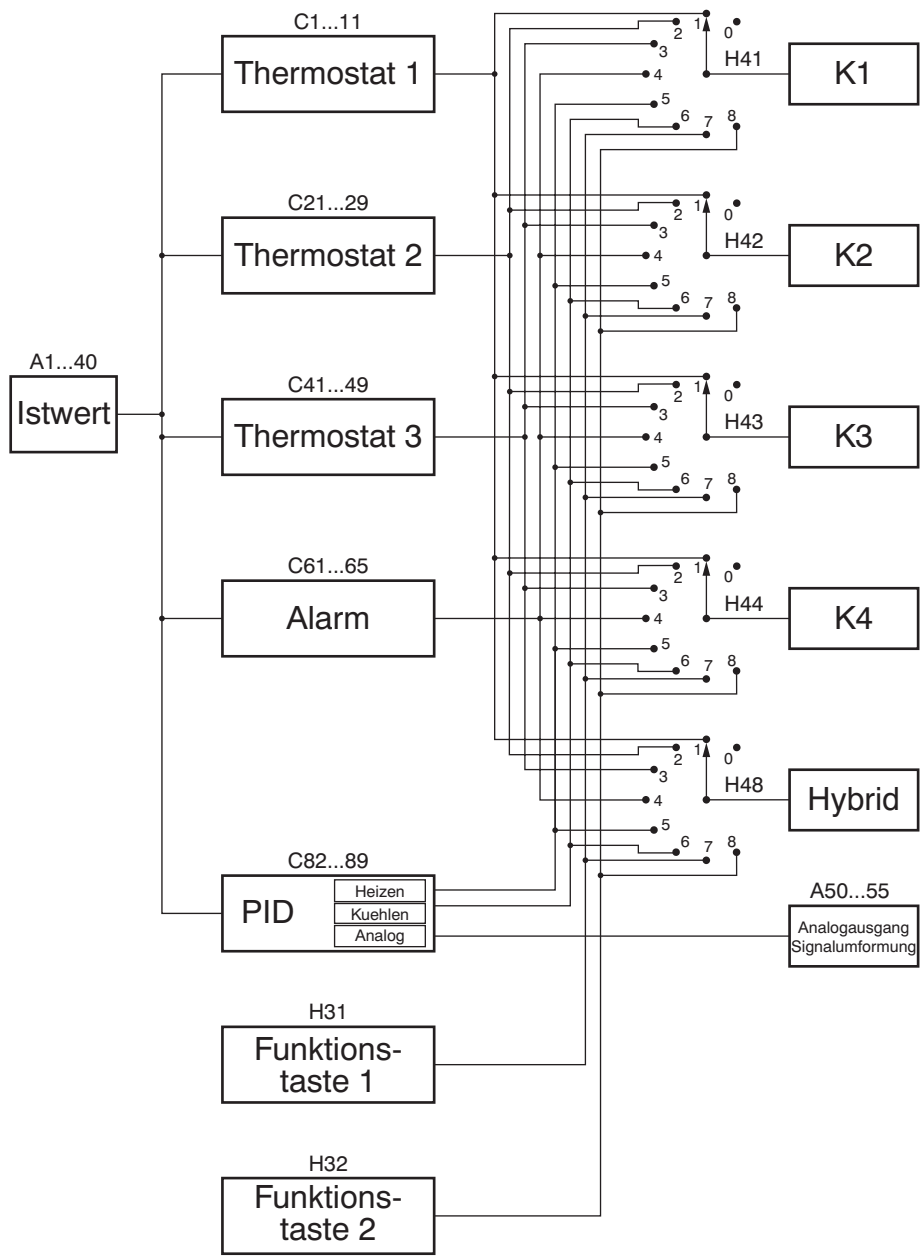 C1...11
Thermostat 1
0
1
2
3
4
5
6
7
8
H41
K1
C21...29
Thermostat 2
0
1
2
3
4
5
6
7
8
H42
K2
A1...40
Istwert
C41...49
Thermostat 3
0
1
2
3
4
5
6
7
8
H43
K3
C61...65
Alarm
0
1
2
3
4
5
6
7
8
H44
K4
0
1
2
3
4
5
6
7
8
H48
Hybrid
C82...89
PID
Heizen
Kuehlen
Analog
A50...55
Analogausgang
Signalumformung
H31
Funktions-
taste 1
H32
Funktions-
taste 2